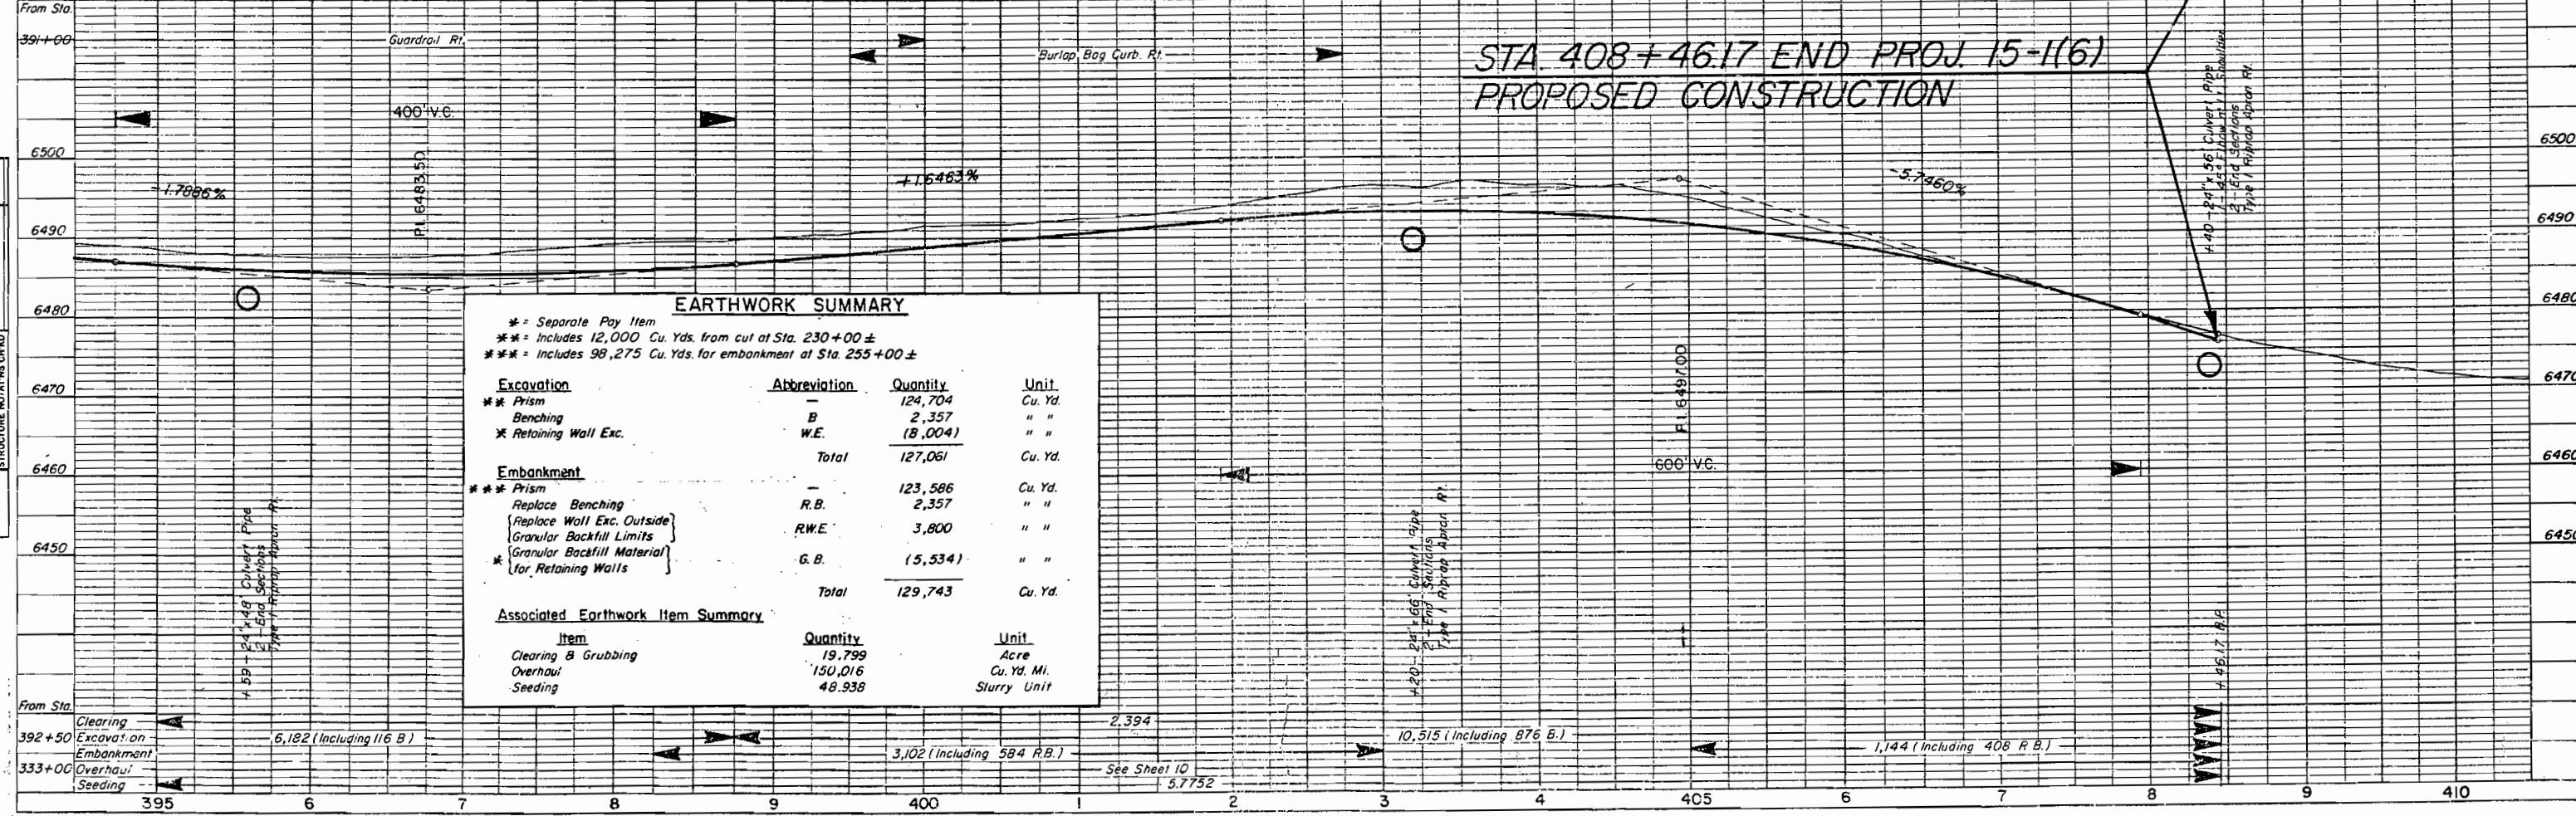 From Sta.
391+00
Guardrail Rt.
Burlap Bag Curb. Rt.
STA. 408+46.17 END PROJ. 15-1(6)
PROPOSED CONSTRUCTION
400' V.C.
P.I. 6483.50
-1.7886%
+1.6463%
-5.7460%
+40-24"x56' Culvert Pipe
2-End Sections
Type 1 Riprap Apron Rt.
6500
6490
6480
6470
6460
6450
6500
6490
6480
6470
6460
6450
EARTHWORK SUMMARY
* = Separate Pay Item
** = Includes 12,000 Cu. Yds. from cut at Sta. 230+00 ±
*** = Includes 98,275 Cu. Yds. for embankment at Sta. 255+00 ±
Excavation Abbreviation Quantity Unit
** Prism — 124,704 Cu. Yd.
Benching B 2,357 " "
* Retaining Wall Exc. W.E. (8,004) " "
Total 127,061 Cu. Yd.
Embankment
*** Prism — 123,586 Cu. Yd.
Replace Benching R.B. 2,357 " "
{Replace Wall Exc. Outside}
{Granular Backfill Limits} R.W.E. 3,800 " "
* {Granular Backfill Material}
{for Retaining Walls} G.B. (5,534) " "
Total 129,743 Cu. Yd.
Associated Earthwork Item Summary
Item Quantity Unit
Clearing & Grubbing 19.799 Acre
Overhaul 150,016 Cu. Yd. Mi.
Seeding 48.938 Slurry Unit
P.I. 6497.00
600' V.C.
+59-24"x48' Culvert Pipe
2-End Sections
Type 1 Riprap Apron Rt.
+20-24"x66' Culvert Pipe
2-End Sections
Type 1 Riprap Apron Rt.
+46.17 B.P.
From Sta.
Clearing 2.394
392+50 Excavation 6,182 (Including 116 B) 10,515 (Including 876 B.)
Embankment 3,102 (Including 584 R.B.) 1,144 (Including 408 R.B.)
333+00 Overhaul See Sheet 10
Seeding 5.7752
395 6 7 8 9 400 1 2 3 4 405 6 7 8 9 410